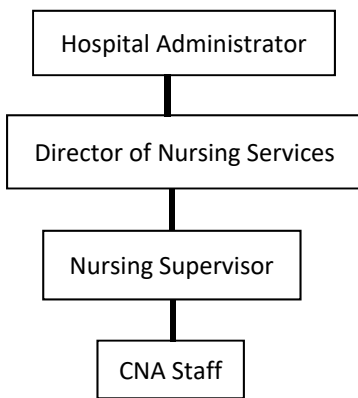 Hospital Administrator
Director of Nursing Services
Nursing Supervisor
CNA Staff